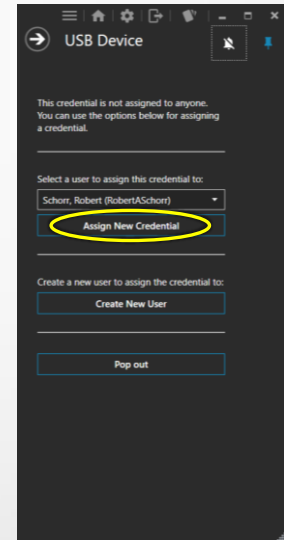 USB Device
This credential is not assigned to anyone.
You can use the options below for assigning
a credential.
Select a user to assign this credential to:
Schorr, Robert (RobertASchorr)
Assign New Credential
Create a new user to assign the credential to:
Create New User
Pop out